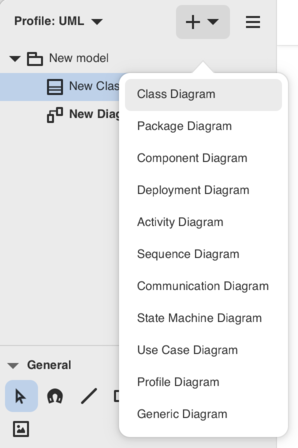 Profile: UML
New model
New Clas
New Diag
Class Diagram
Package Diagram
Component Diagram
Deployment Diagram
Activity Diagram
Sequence Diagram
Communication Diagram
State Machine Diagram
Use Case Diagram
Profile Diagram
Generic Diagram
General